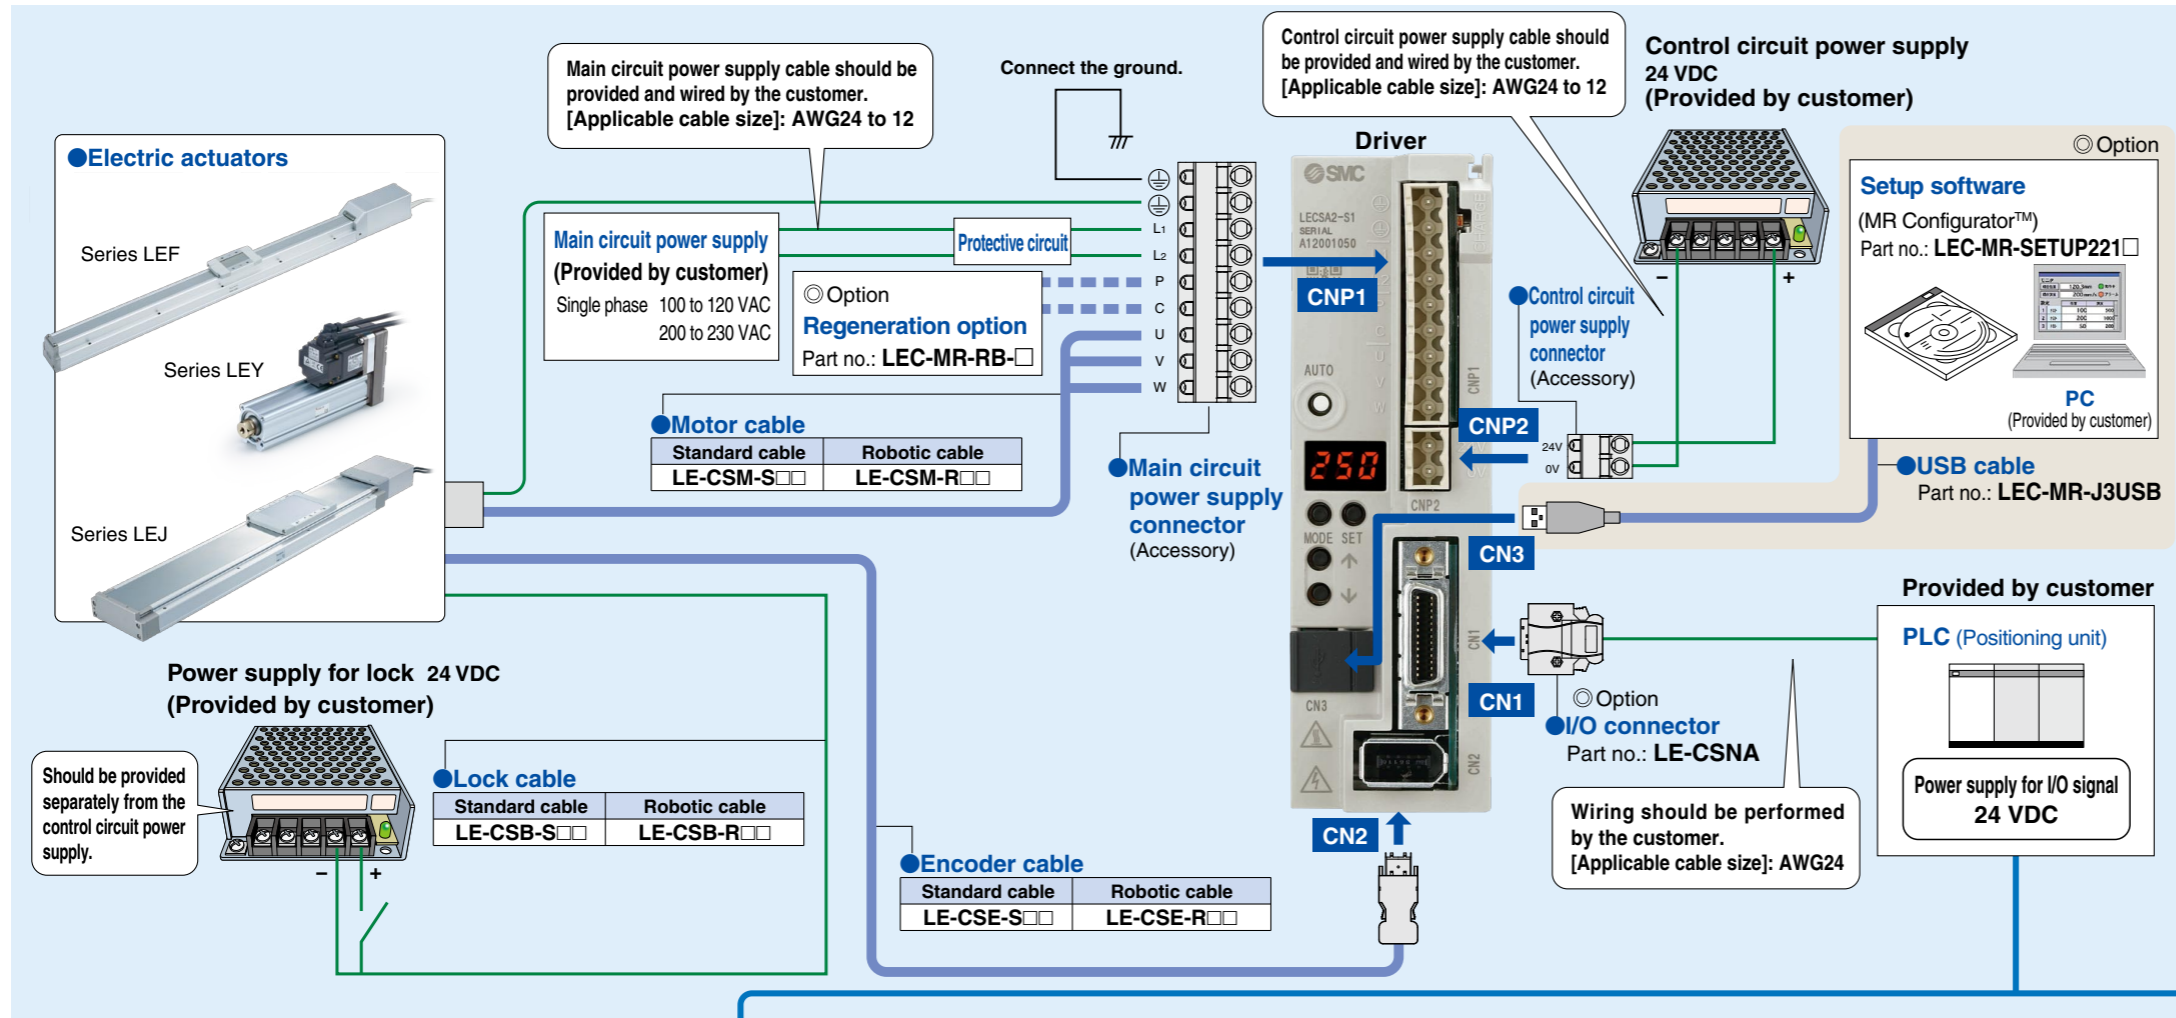 Main circuit power supply cable should be
provided and wired by the customer.
[Applicable cable size]: AWG24 to 12
Connect the ground.
Control circuit power supply cable should
be provided and wired by the customer.
[Applicable cable size]: AWG24 to 12
Control circuit power supply
24 VDC
(Provided by customer)
●Electric actuators
Series LEF
Series LEY
Series LEJ
Main circuit power supply
(Provided by customer)
Single phase 100 to 120 VAC
200 to 230 VAC
Protective circuit
◎Option
Regeneration option
Part no.: LEC-MR-RB-□
L1
L2
P
C
U
V
W
●Motor cable
Standard cable Robotic cable
LE-CSM-S□□ LE-CSM-R□□
●Main circuit
power supply
connector
(Accessory)
Driver
SMC
LECSA2-S1
SERIAL
A12001050
CHARGE
CNP1
C
U
V
W
CNP1
AUTO
250
MODE SET
CNP2
CNP2
●Control circuit
power supply
connector
(Accessory)
24V
0V
− +
◎Option
Setup software
(MR Configurator™)
Part no.: LEC-MR-SETUP221□
PC
(Provided by customer)
●USB cable
Part no.: LEC-MR-J3USB
CN3
CN3
CN1
CN1
CN2
CN2
◎Option
●I/O connector
Part no.: LE-CSNA
Provided by customer
PLC (Positioning unit)
Power supply for I/O signal
24 VDC
Wiring should be performed
by the customer.
[Applicable cable size]: AWG24
Power supply for lock 24 VDC
(Provided by customer)
Should be provided
separately from the
control circuit power
supply.
− +
●Lock cable
Standard cable Robotic cable
LE-CSB-S□□ LE-CSB-R□□
●Encoder cable
Standard cable Robotic cable
LE-CSE-S□□ LE-CSE-R□□